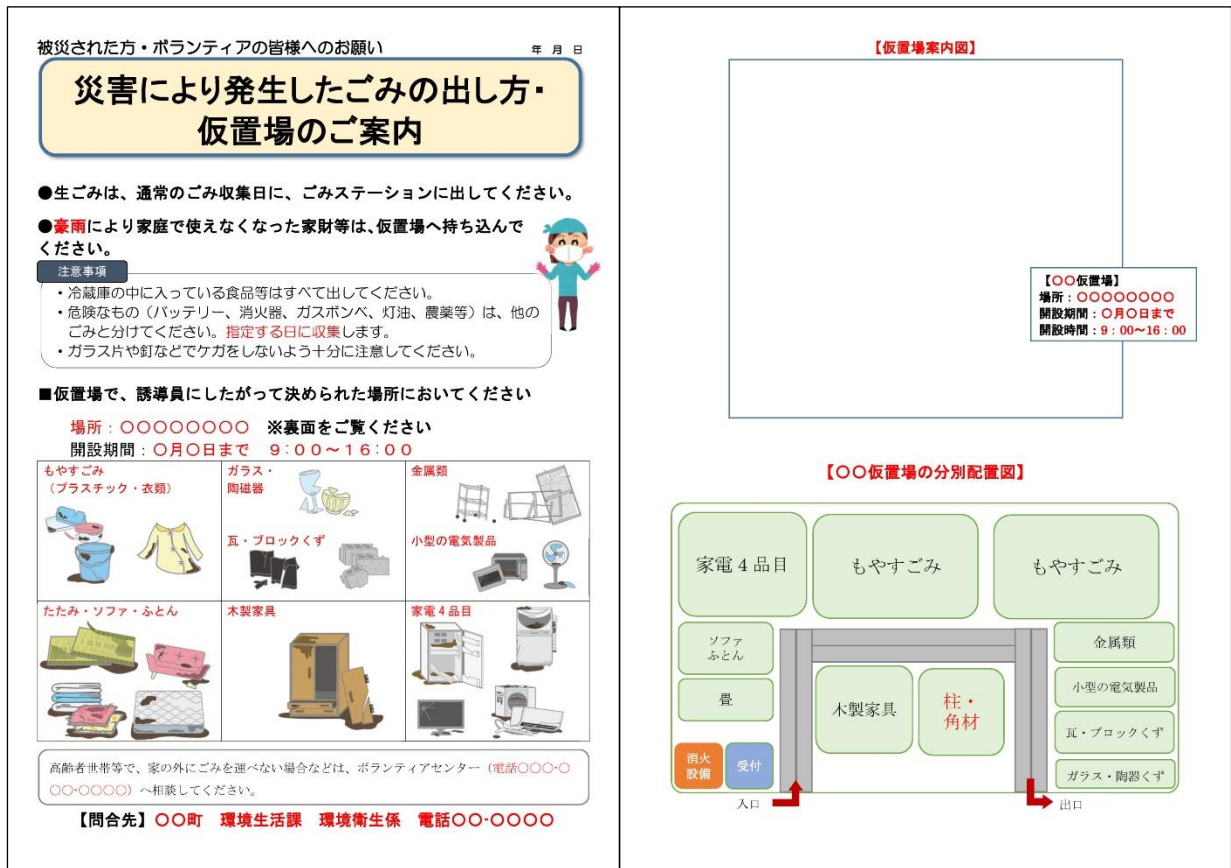 被災された方・ボランティアの皆様へのお願い
年 月 日
災害により発生したごみの出し方・
仮置場のご案内
●生ごみは、通常のごみ収集日に、ごみステーションに出してください。
●豪雨により家庭で使えなくなった家財等は、仮置場へ持ち込んで
ください。
注意事項
・冷蔵庫の中に入っている食品等はすべて出してください。
・危険なもの（バッテリー、消火器、ガスボンベ、灯油、農薬等）は、他の
ごみと分けてください。指定する日に収集します。
・ガラス片や釘などでケガをしないよう十分に注意してください。
■仮置場で、誘導員にしたがって決められた場所においてください
場所：〇〇〇〇〇〇〇〇 ※裏面をご覧ください
開設期間：〇月〇日まで ９：００～１６：００
もやすごみ
（プラスチック・衣類）
ガラス・
陶磁器
瓦・ブロックくず
金属類
小型の電気製品
たたみ・ソファ・ふとん
木製家具
家電４品目
高齢者世帯等で、家の外にごみを運べない場合などは、ボランティアセンター（電話〇〇〇-〇
〇〇-〇〇〇〇）へ相談してください。
【問合先】〇〇町 環境生活課 環境衛生係 電話〇〇-〇〇〇〇
【仮置場案内図】
【〇〇仮置場】
場所：〇〇〇〇〇〇〇〇
開設期間：〇月〇日まで
開設時間：９：００～１６：００
【〇〇仮置場の分別配置図】
家電４品目
もやすごみ
もやすごみ
ソファ
ふとん
畳
木製家具
柱・
角材
金属類
小型の電気製品
瓦・ブロックくず
ガラス・陶器くず
消火
設備
受付
入口
出口